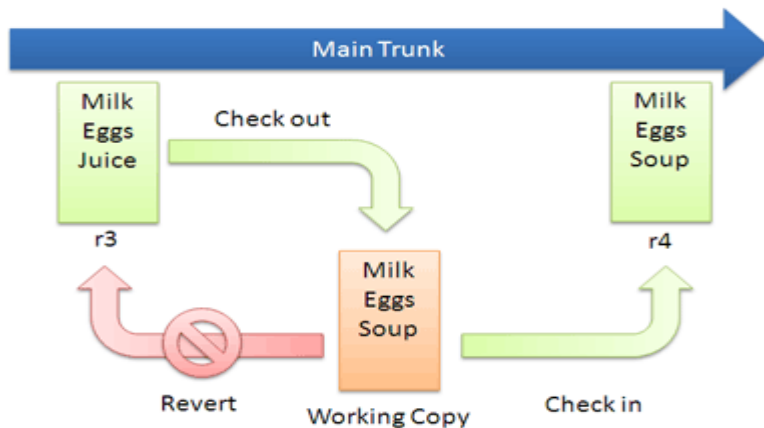 Main Trunk
Milk
Eggs
Juice
r3
Check out
Milk
Eggs
Soup
r4
Milk
Eggs
Soup
Working Copy
Revert
Check in